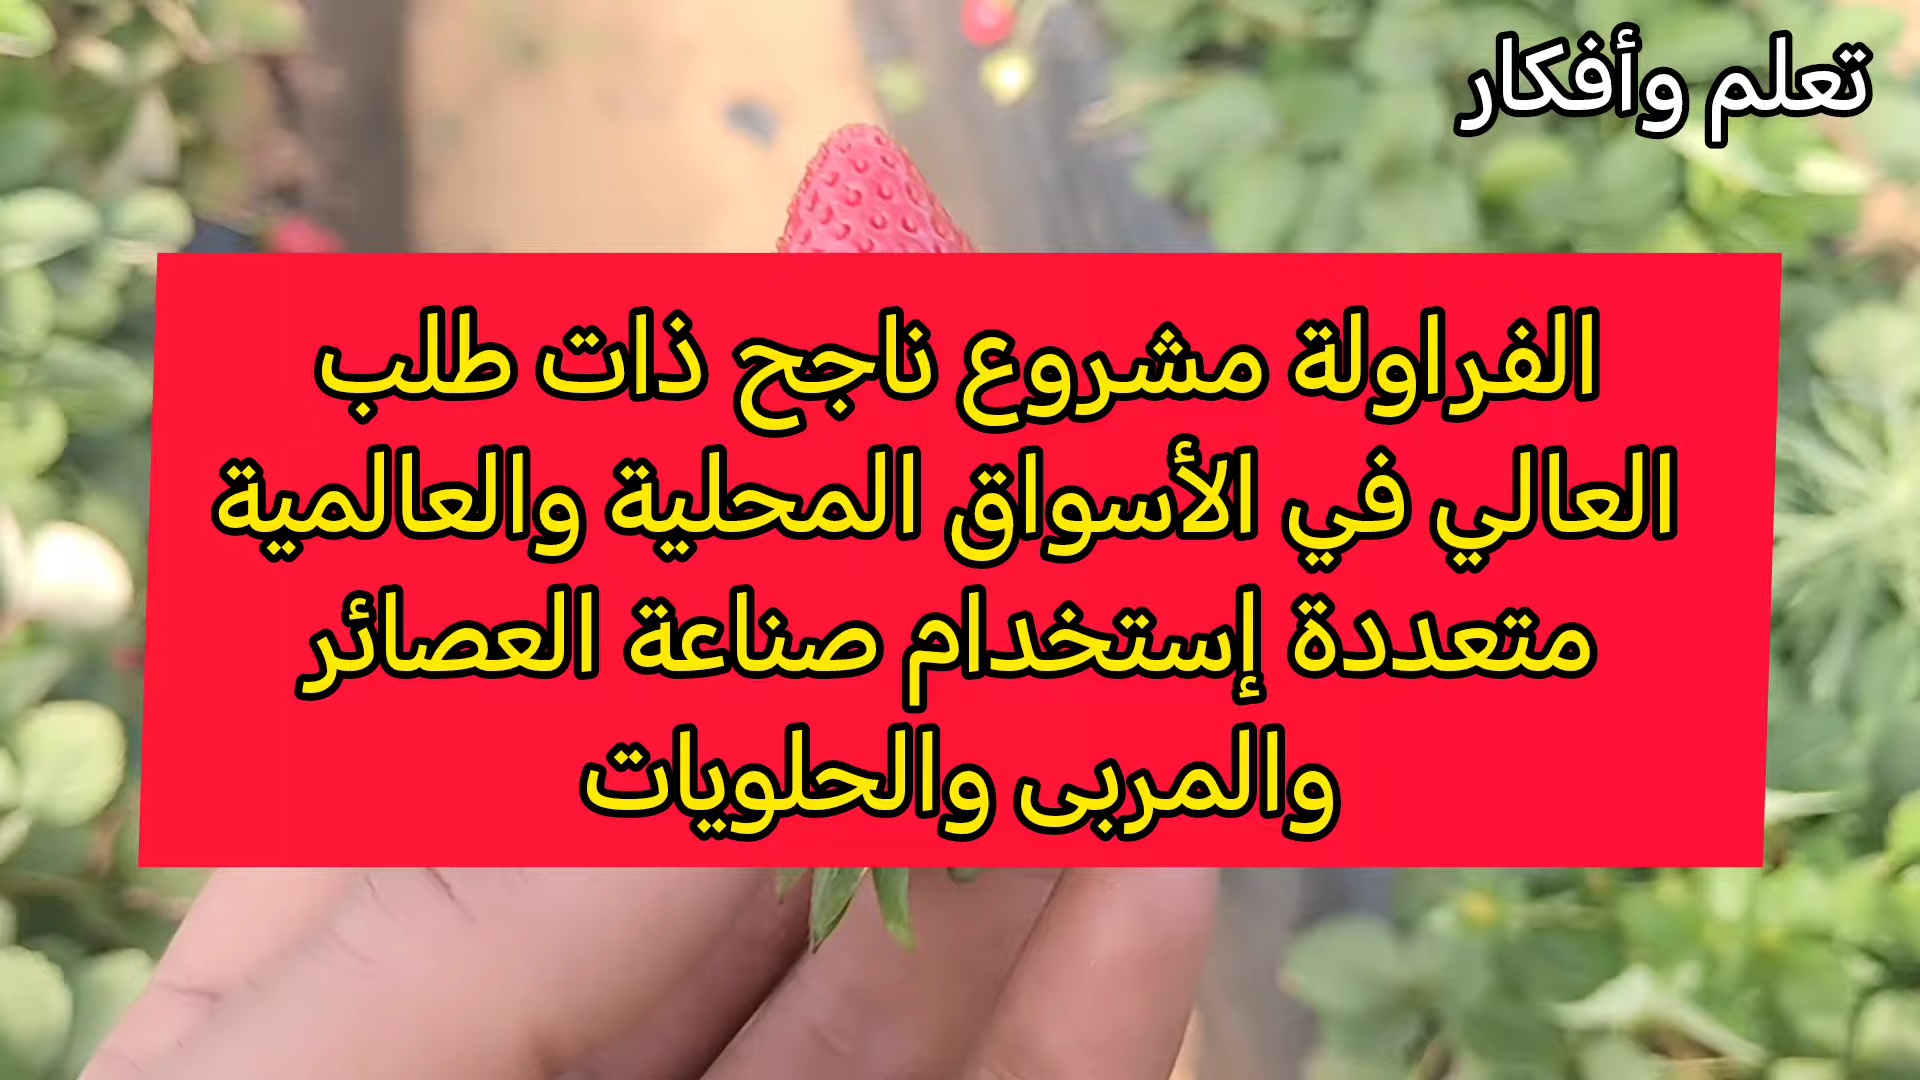 تعلم وأفكار
الفراولة مشروع ناجح ذات طلب
العالي في الأسواق المحلية والعالمية
متعددة إستخدام صناعة العصائر
والمربى والحلويات